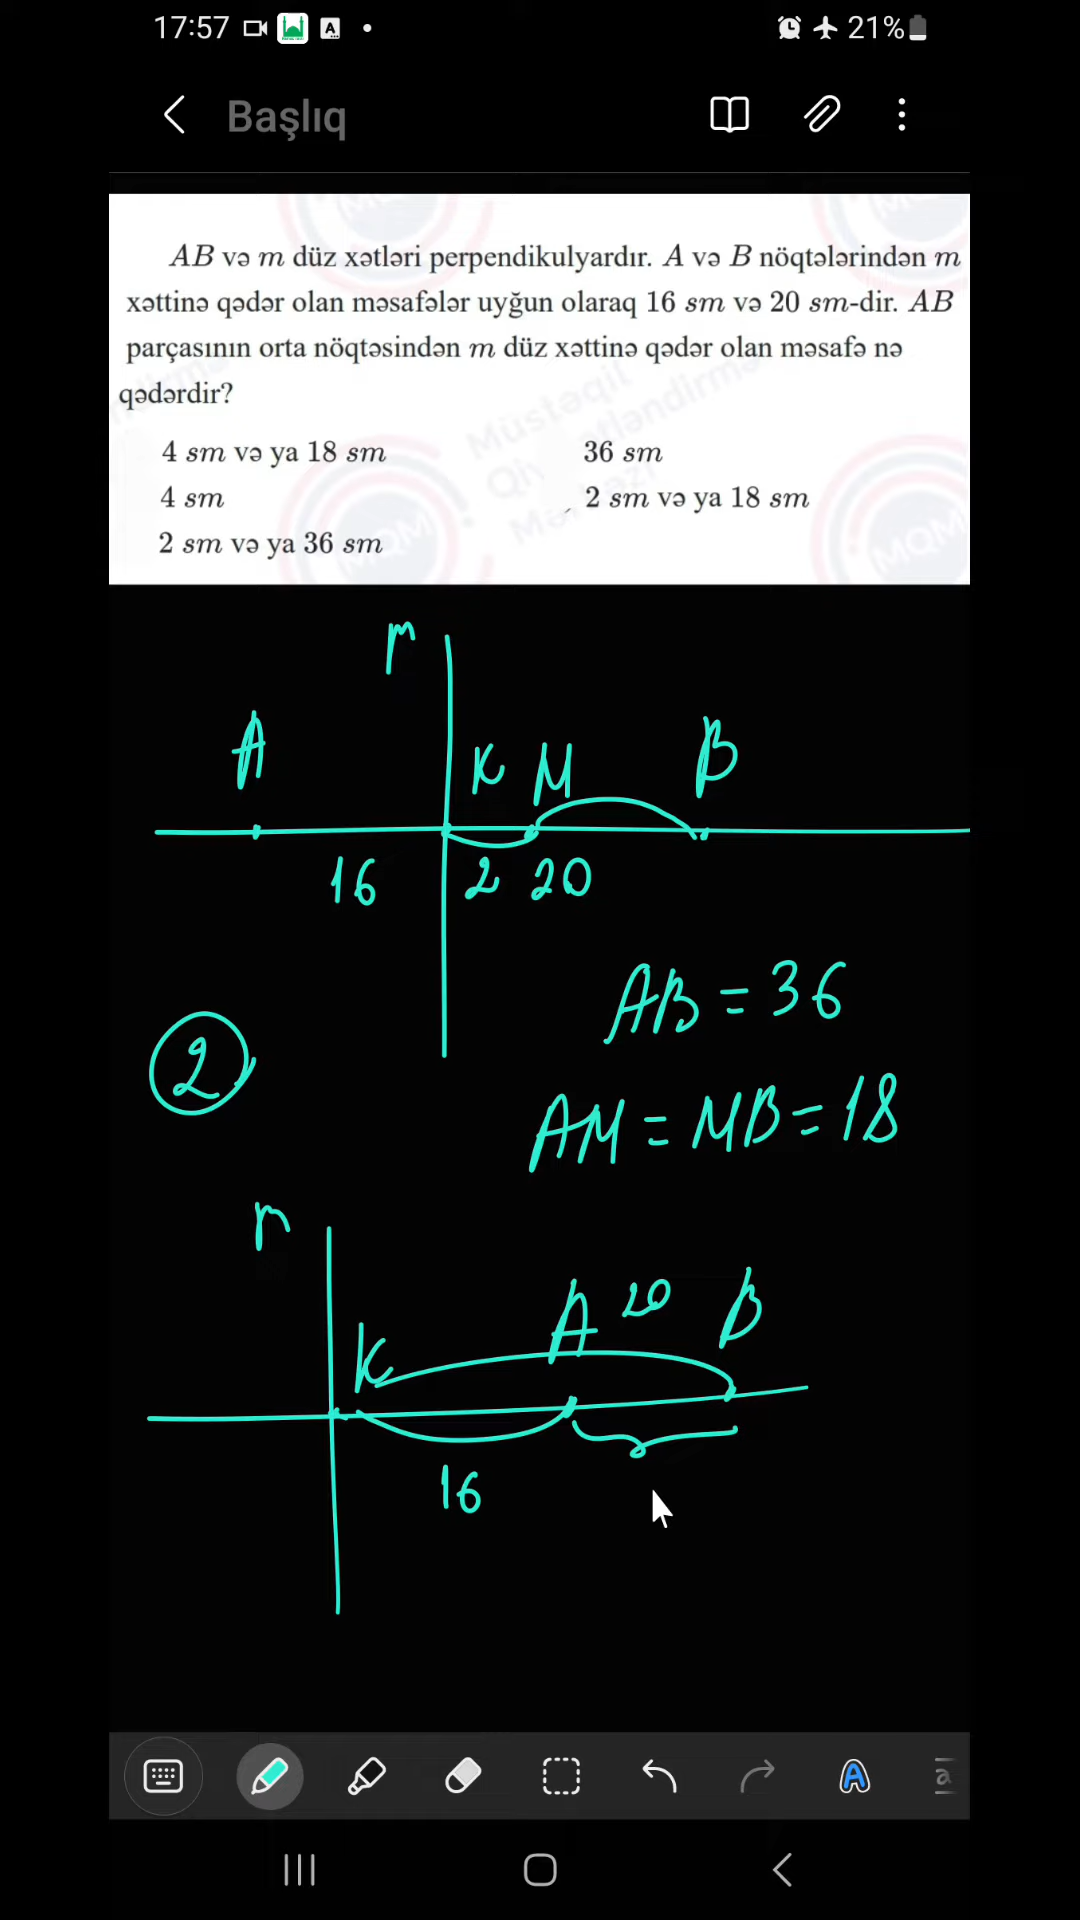 17:57 A 21%
Başlıq
AB və m düz xətləri perpendikulyardır. A və B nöqtələrindən m
xəttinə qədər olan məsafələr uyğun olaraq 16 sm və 20 sm-dir. AB
parçasının orta nöqtəsindən m düz xəttinə qədər olan məsafə nə
qədərdir?
4 sm və ya 18 sm
36 sm
4 sm
2 sm və ya 18 sm
2 sm və ya 36 sm
m
A K M B
16 2 20
AB = 36
2
AM = MB = 18
m
K A 20 B
16
A a